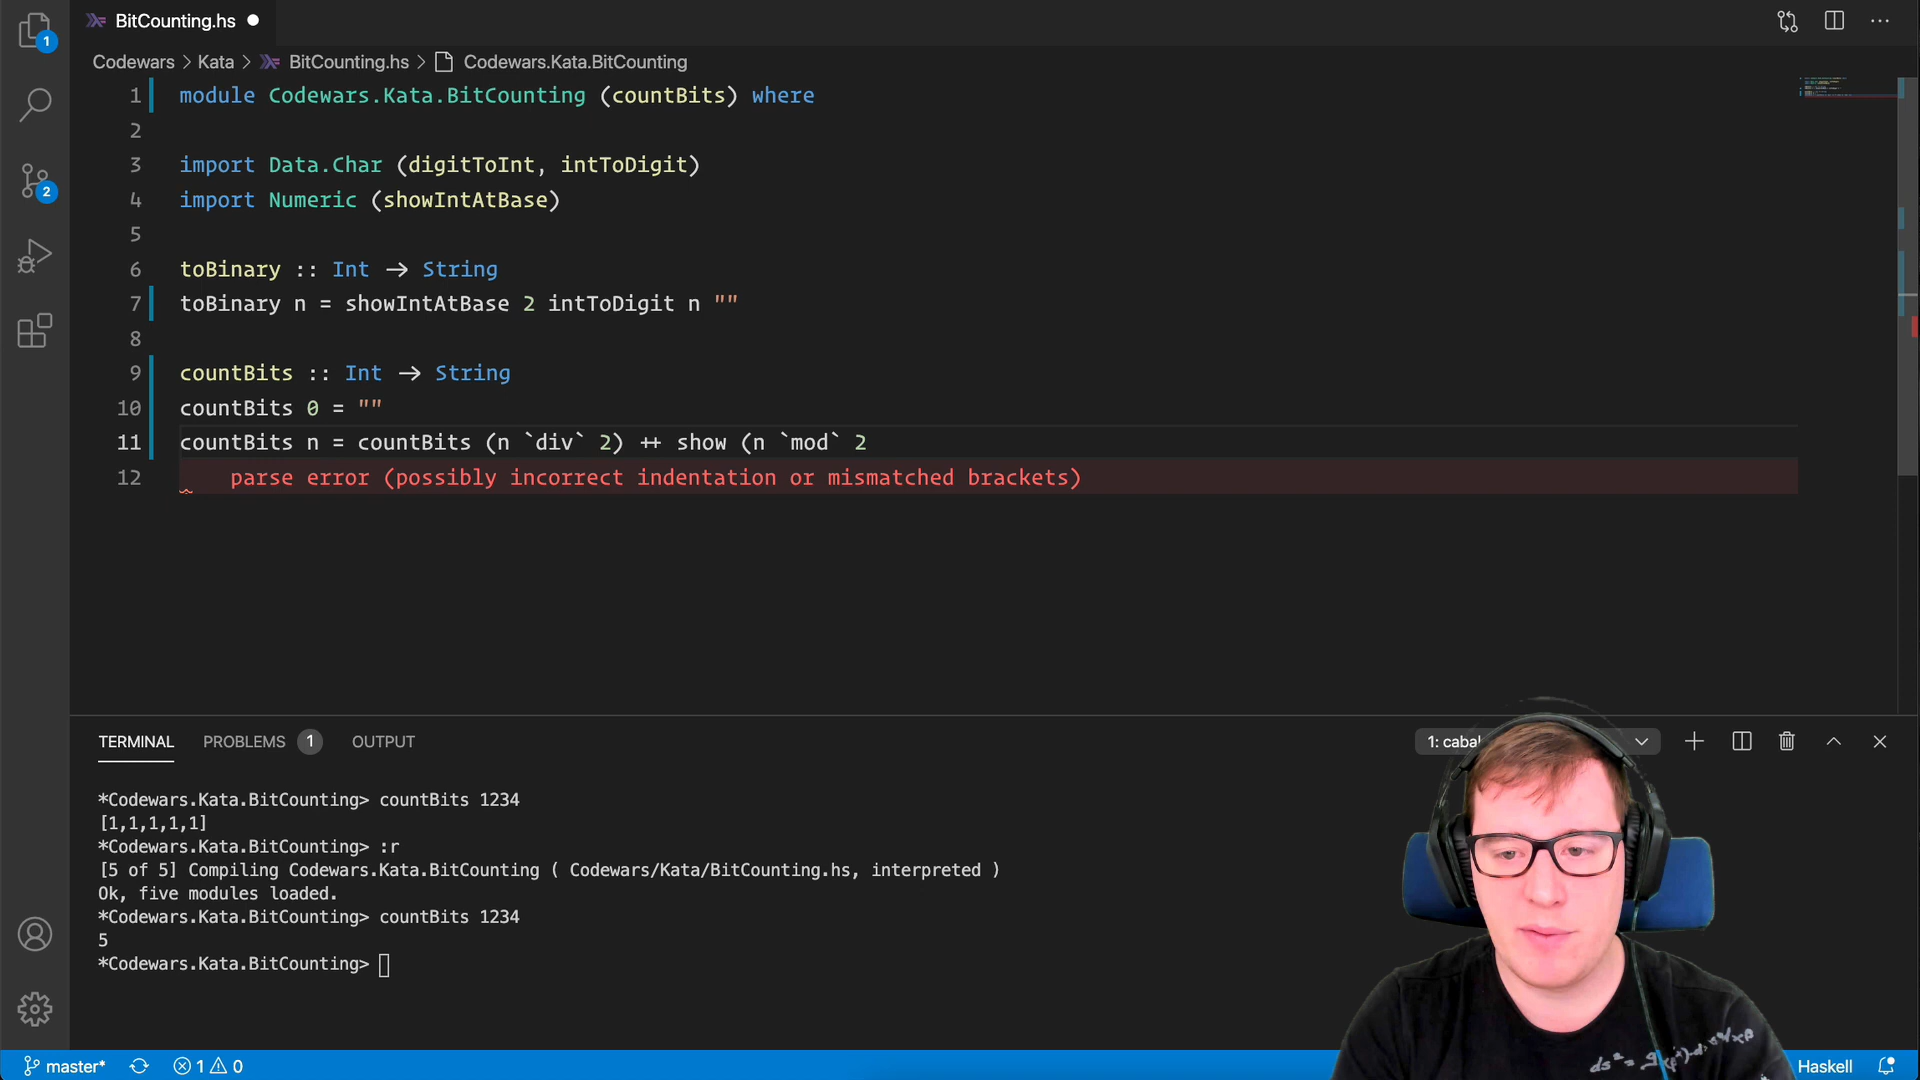 BitCounting.hs
1
Codewars > Kata > BitCounting.hs > Codewars.Kata.BitCounting
1 module Codewars.Kata.BitCounting (countBits) where
2
3 import Data.Char (digitToInt, intToDigit)
4 import Numeric (showIntAtBase)
2
5
6 toBinary :: Int → String
7 toBinary n = showIntAtBase 2 intToDigit n ""
8
9 countBits :: Int → String
10 countBits 0 = ""
11 countBits n = countBits (n `div` 2) ++ show (n `mod` 2
12 parse error (possibly incorrect indentation or mismatched brackets)
TERMINAL PROBLEMS 1 OUTPUT 1: cabal
*Codewars.Kata.BitCounting> countBits 1234
[1,1,1,1,1]
*Codewars.Kata.BitCounting> :r
[5 of 5] Compiling Codewars.Kata.BitCounting ( Codewars/Kata/BitCounting.hs, interpreted )
Ok, five modules loaded.
*Codewars.Kata.BitCounting> countBits 1234
5
*Codewars.Kata.BitCounting>
master* 1 0 Haskell